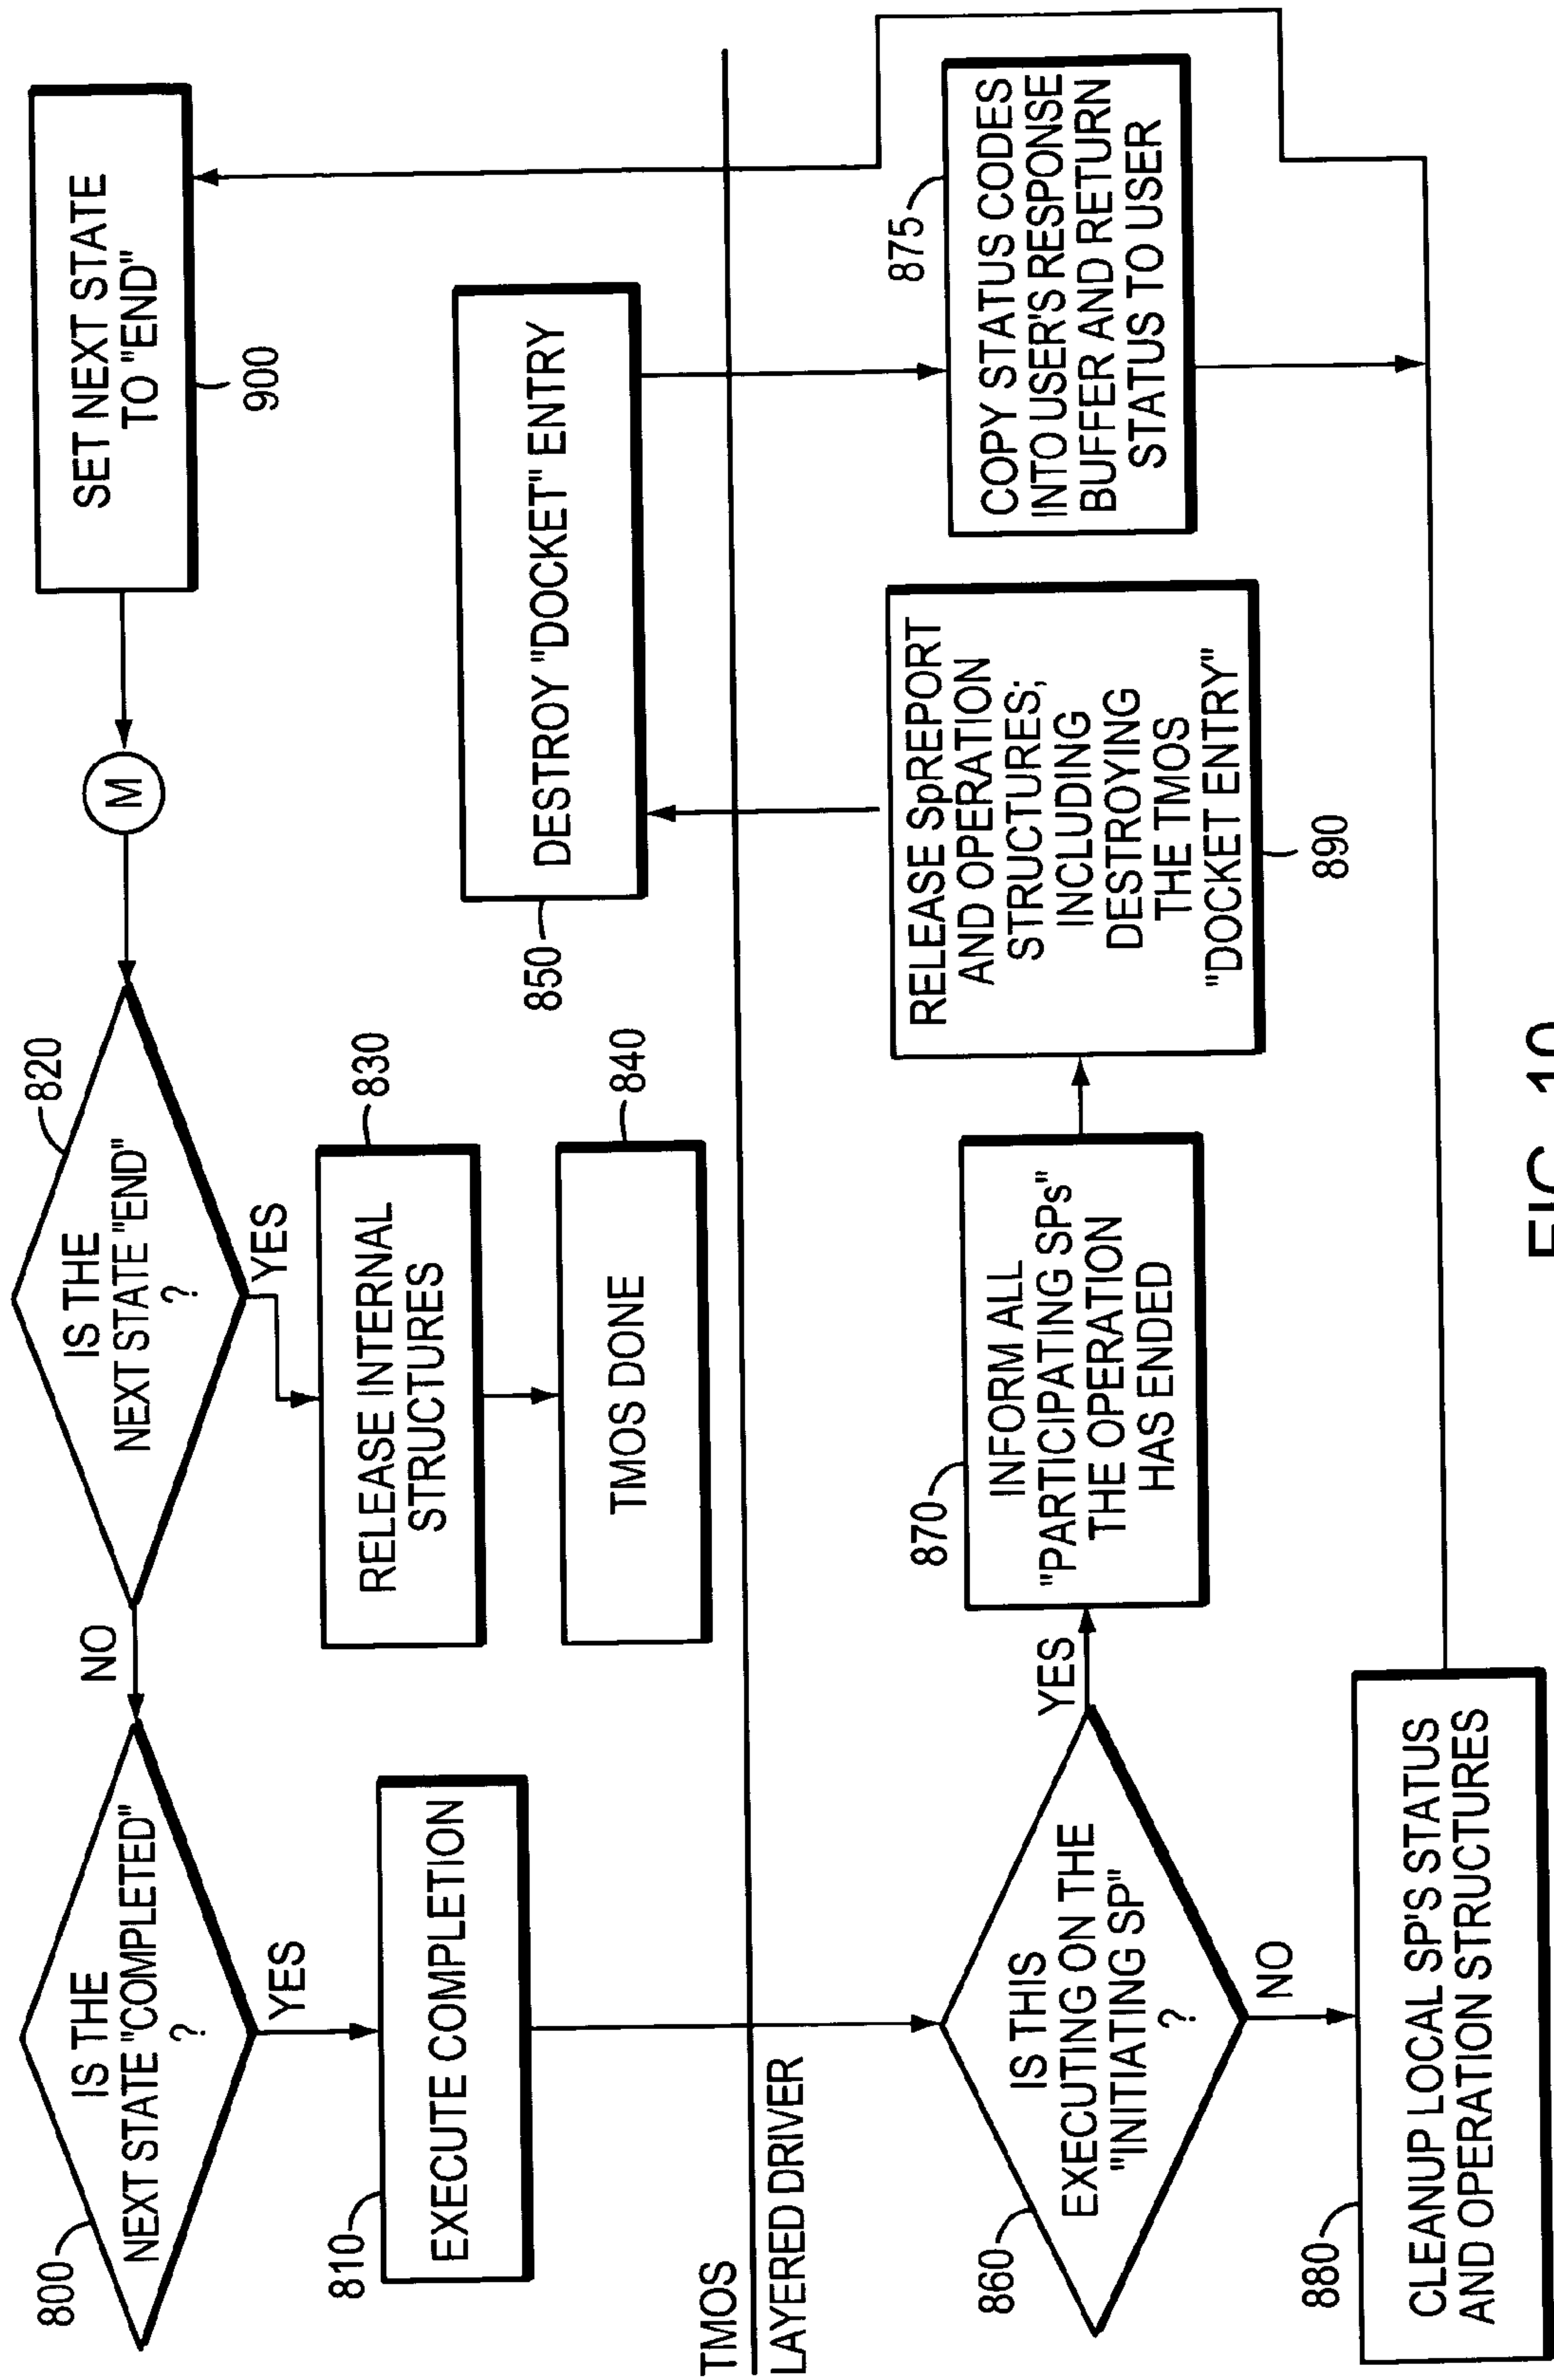 800
IS THE
NEXT STATE "COMPLETED"
?
YES
810
EXECUTE COMPLETION
NO
820
IS THE
NEXT STATE "END"
?
YES
830
RELEASE INTERNAL
STRUCTURES
840
TMOS DONE
M
SET NEXT STATE
TO "END"
900
850
DESTROY "DOCKET" ENTRY
TMOS
LAYERED DRIVER
860
IS THIS
EXECUTING ON THE
"INITIATING SP"
?
YES
NO
870
INFORM ALL
"PARTICIPATING SPs"
THE OPERATION
HAS ENDED
RELEASE SpREPORT
AND OPERATION
STRUCTURES;
INCLUDING
DESTROYING
THE TMOS
"DOCKET ENTRY"
890
875
COPY STATUS CODES
INTO USER'S RESPONSE
BUFFER AND RETURN
STATUS TO USER
880
CLEANUP LOCAL SP'S STATUS
AND OPERATION STRUCTURES
FIG.